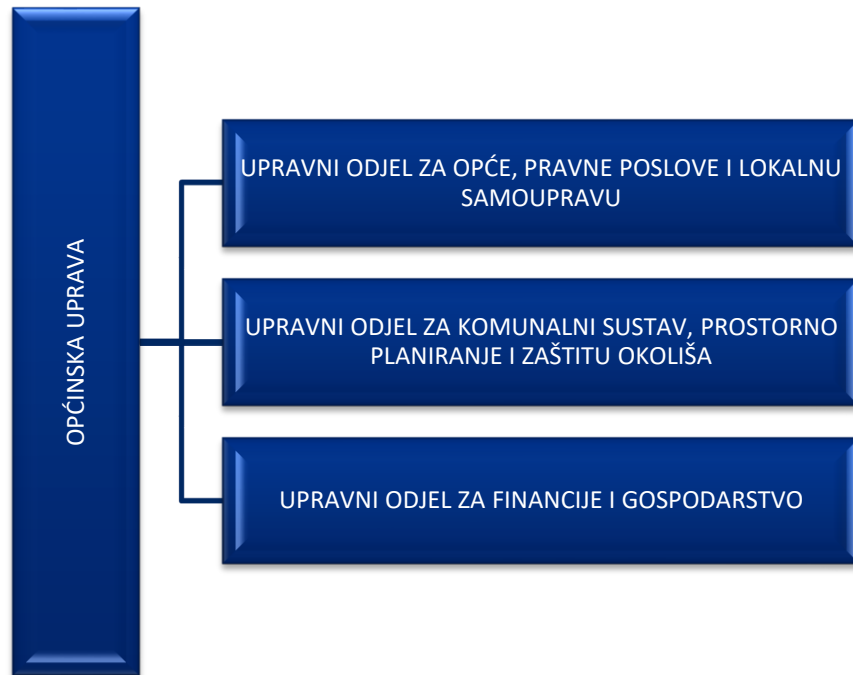 OPĆINSKA UPRAVA
UPRAVNI ODJEL ZA OPĆE, PRAVNE POSLOVE I LOKALNU
SAMOUPRAVU
UPRAVNI ODJEL ZA KOMUNALNI SUSTAV, PROSTORNO
PLANIRANJE I ZAŠTITU OKOLIŠA
UPRAVNI ODJEL ZA FINANCIJE I GOSPODARSTVO